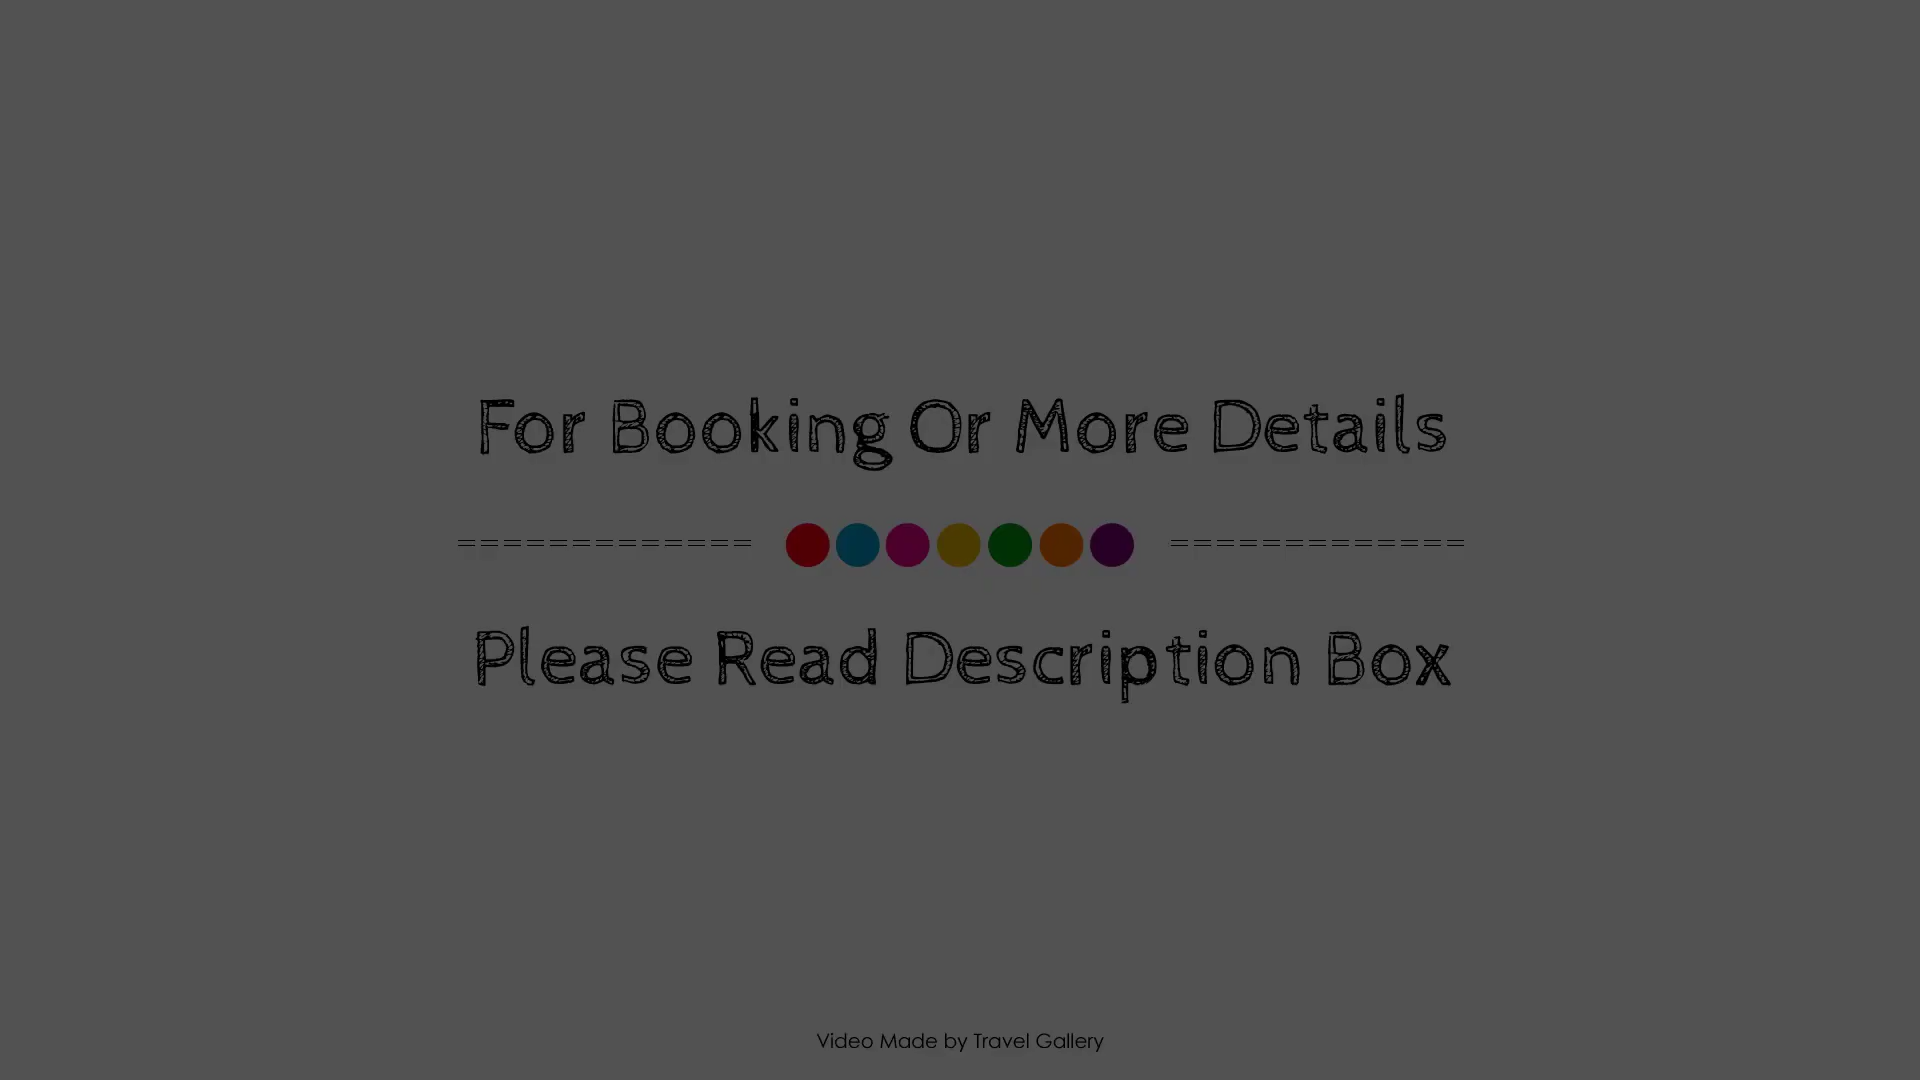 For Booking Or More Details
============= =============
Please Read Description Box
Video Made by Travel Gallery